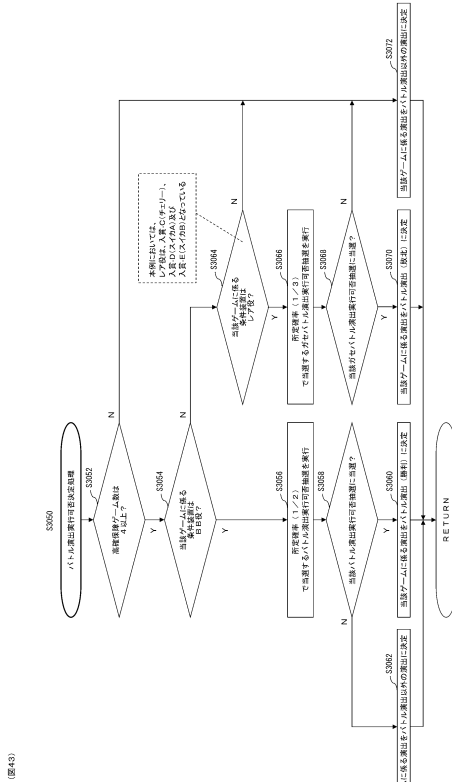 (図43)
S3050
バトル演出実行可否決定処理
S3052
高確保険ゲーム数は
4以上?
N
Y
S3054
当該ゲームに係る
条件装置は
BB役?
N
Y
S3056
所定確率(1/2)
で当選するバトル演出実行可否抽選を実行
S3058
当該バトル演出実行可否抽選に当選?
N
Y
S3060
当該ゲームに係る演出をバトル演出(勝利)に決定
S3062
に係る演出をバトル演出以外の演出に決定
本例においては、
レア役は、入賞-C(チェリー)、
入賞-D(スイカA)及び
入賞-E(スイカB)となっている
S3064
当該ゲームに係る
条件装置は
レア役?
N
Y
S3066
所定確率(1/3)
で当選するガセバトル演出実行可否抽選を実行
S3068
当該ガセバトル演出実行可否抽選に当選?
N
Y
S3070
当該ゲームに係る演出をバトル演出(敗北)に決定
S3072
当該ゲームに係る演出をバトル演出以外の演出に決定
RETURN